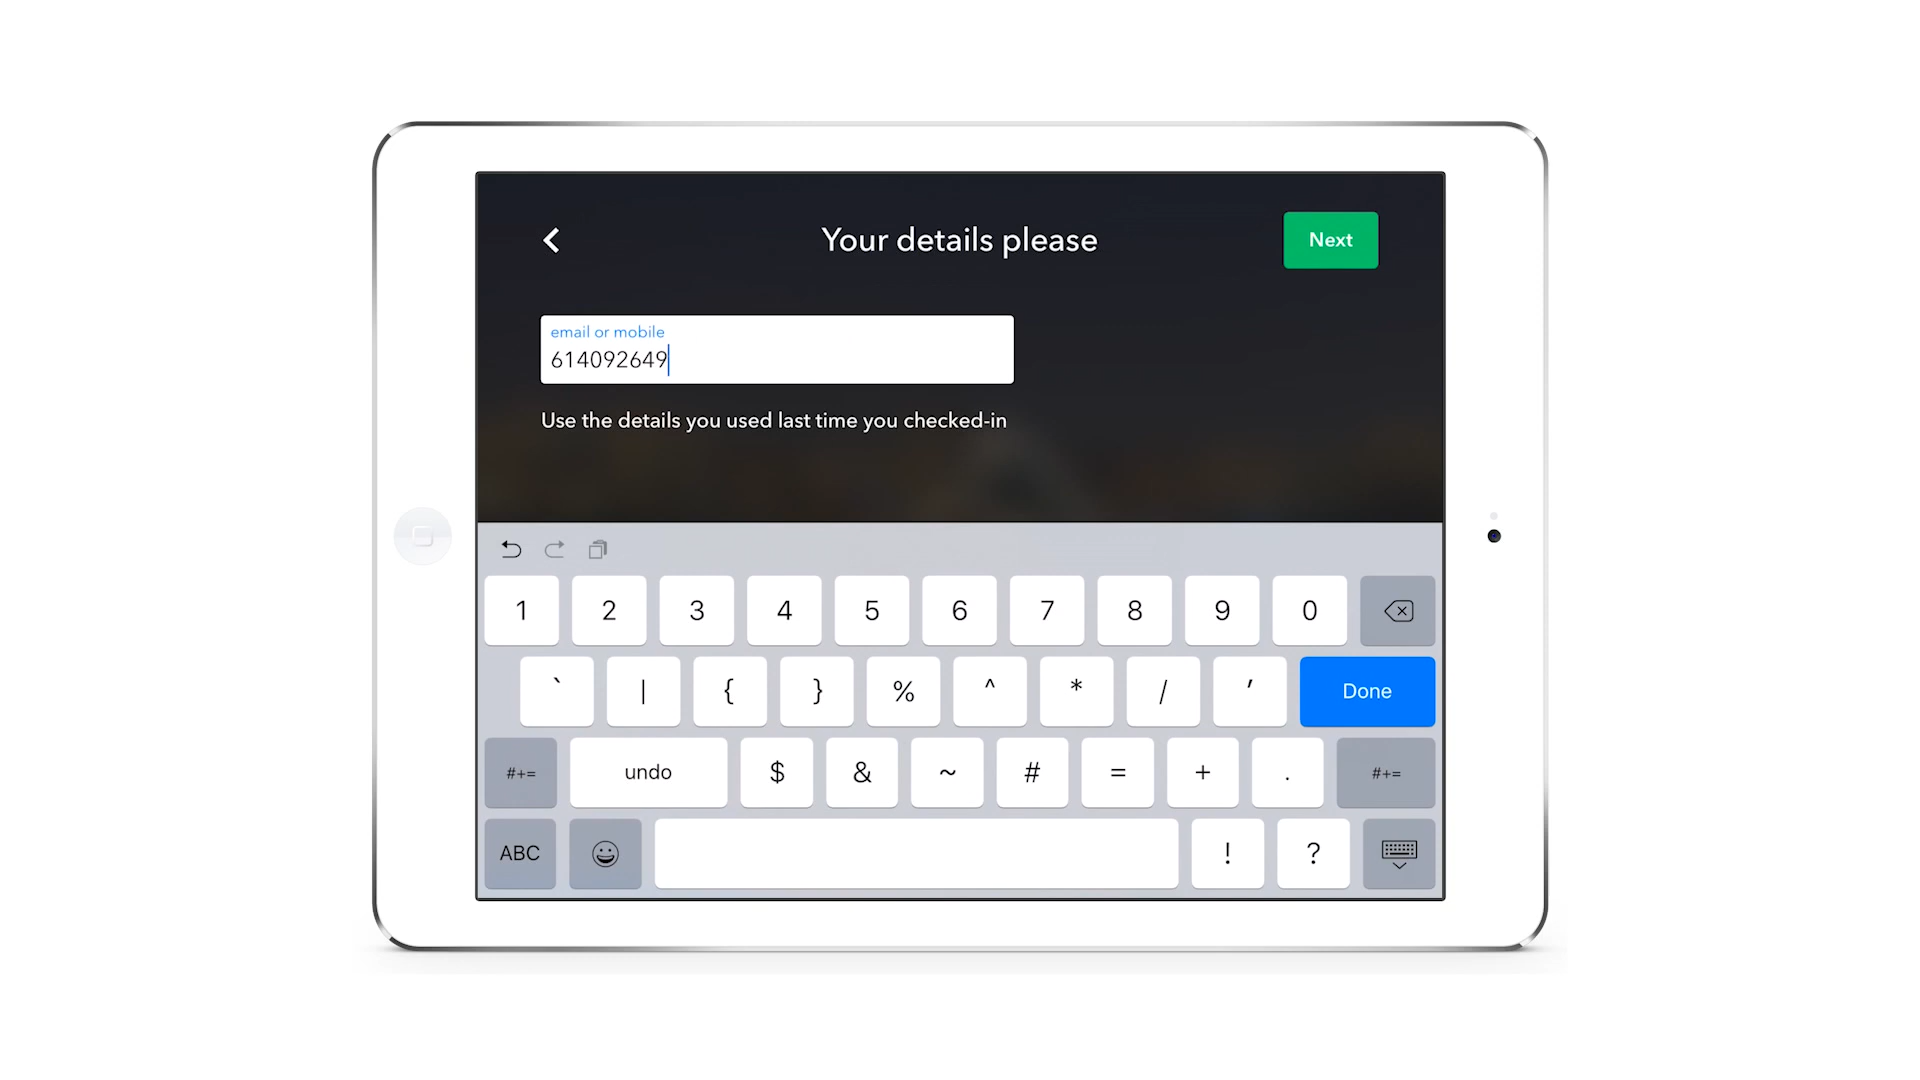 Your details please
Next
email or mobile
614092649
Use the details you used last time you checked-in
1 2 3 4 5 6 7 8 9 0
` | { } % ^ * / ′ Done
#+= undo $ & ~ # = + . #+=
ABC ! ?